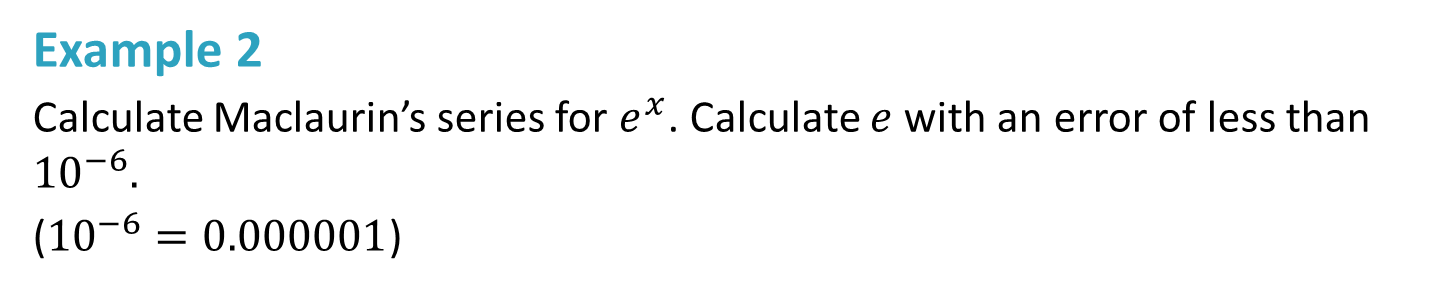 Example 2
Calculate Maclaurin’s series for 𝑒ˣ. Calculate 𝑒 with an error of less than
10⁻⁶.
(10⁻⁶ = 0.000001)